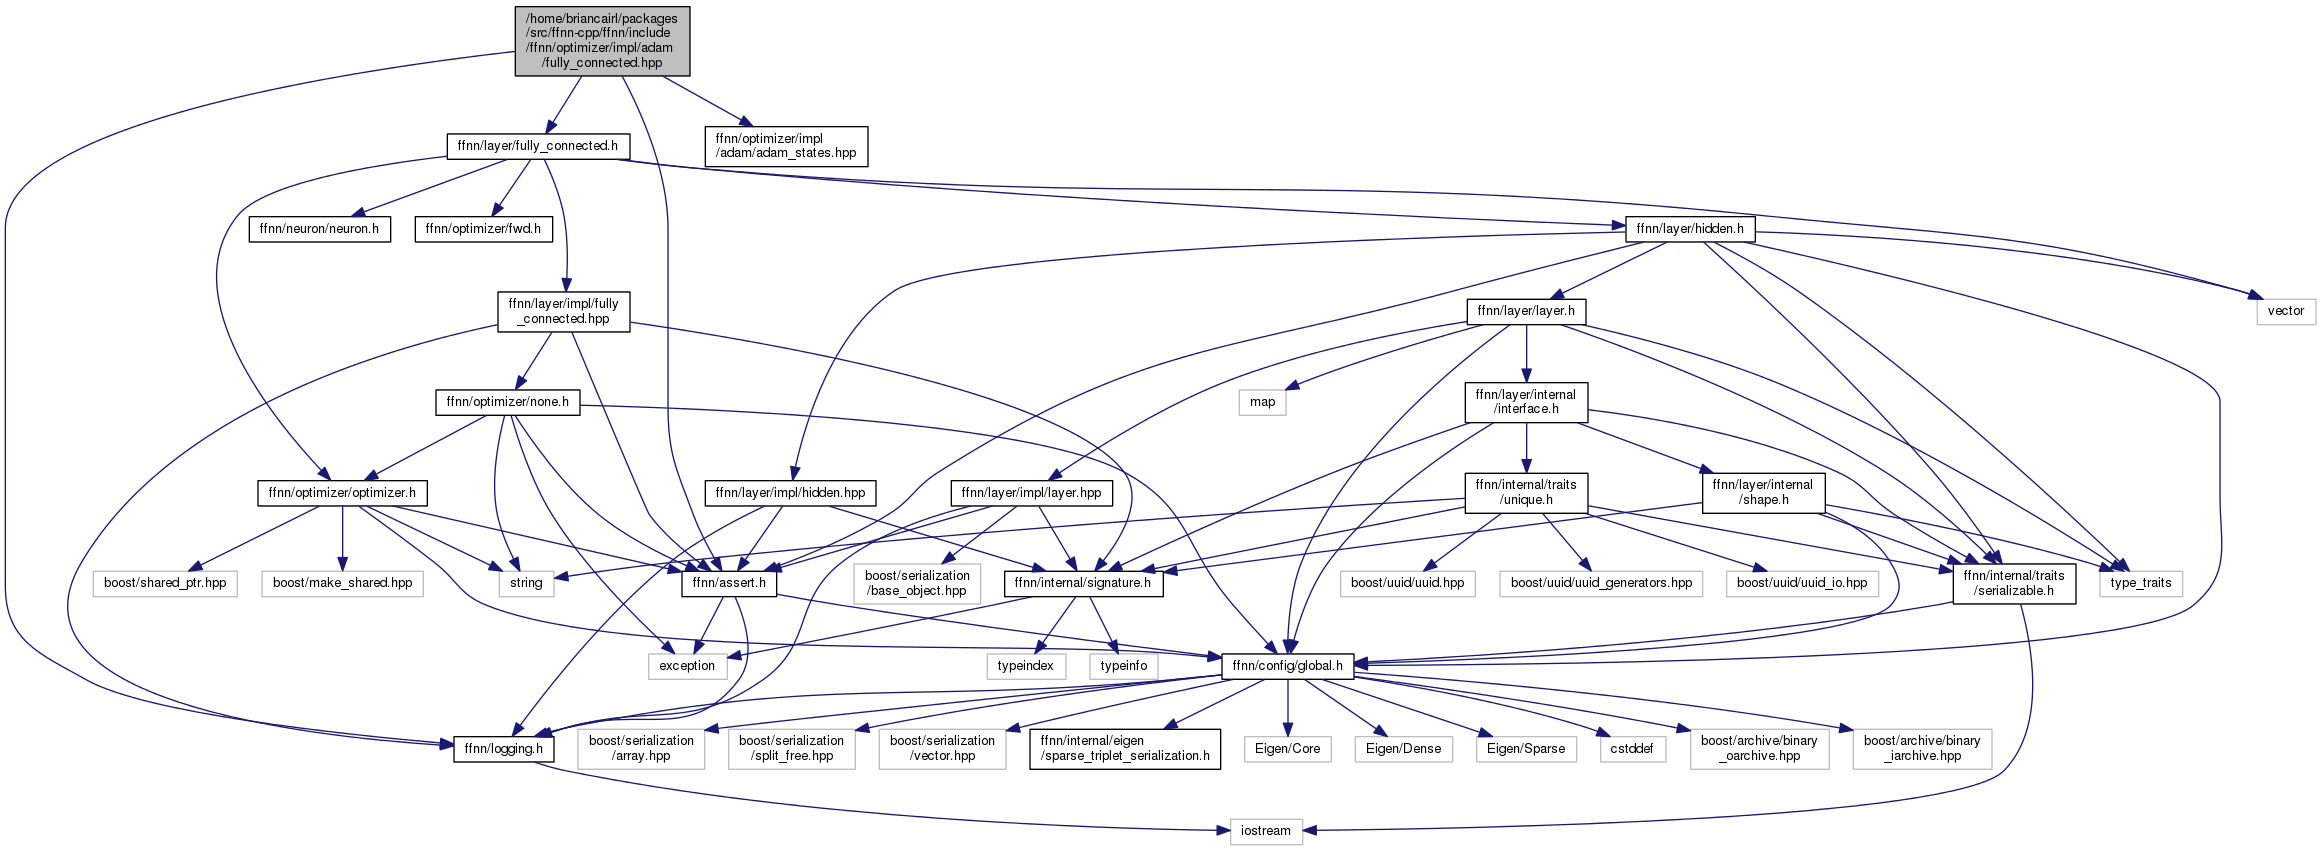 /home/briancairl/packages
/src/ffnn-cpp/ffnn/include
/ffnn/optimizer/impl/adam
/fully_connected.hpp
ffnn/layer/fully_connected.h
ffnn/optimizer/impl
/adam/adam_states.hpp
ffnn/neuron/neuron.h
ffnn/optimizer/fwd.h
ffnn/layer/hidden.h
ffnn/layer/impl/fully
_connected.hpp
ffnn/layer/layer.h
vector
ffnn/optimizer/none.h
map
ffnn/layer/internal
/interface.h
ffnn/optimizer/optimizer.h
ffnn/layer/impl/hidden.hpp
ffnn/layer/impl/layer.hpp
ffnn/internal/traits
/unique.h
ffnn/layer/internal
/shape.h
boost/shared_ptr.hpp
boost/make_shared.hpp
string
ffnn/assert.h
boost/serialization
/base_object.hpp
ffnn/internal/signature.h
boost/uuid/uuid.hpp
boost/uuid/uuid_generators.hpp
boost/uuid/uuid_io.hpp
ffnn/internal/traits
/serializable.h
type_traits
exception
typeindex
typeinfo
ffnn/config/global.h
ffnn/logging.h
boost/serialization
/array.hpp
boost/serialization
/split_free.hpp
boost/serialization
/vector.hpp
ffnn/internal/eigen
/sparse_triplet_serialization.h
Eigen/Core
Eigen/Dense
Eigen/Sparse
cstddef
boost/archive/binary
_oarchive.hpp
boost/archive/binary
_iarchive.hpp
iostream